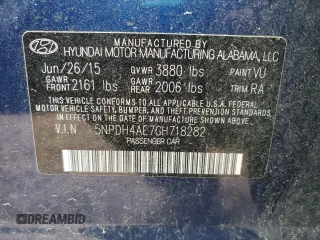 MANUFACTURED BY
HYUNDAI MOTOR MANUFACTURING ALABAMA, LLC
Jun/26/15 GVWR 3880 lbs PAINT VU
GAWR FRONT 2161 lbs GAWR REAR 2006 lbs TRIM RA
THIS VEHICLE CONFORMS TO ALL APPLICABLE U.S. FEDERAL
MOTOR VEHICLE SAFETY, BUMPER, AND THEFT PREVENTION
STANDARDS IN EFFECT ON THE DATE OF MANUFACTURE SHOWN ABOVE.
V.I.N 5NPDH4AE7GH718282
PASSENGER CAR
© DRAFTBID